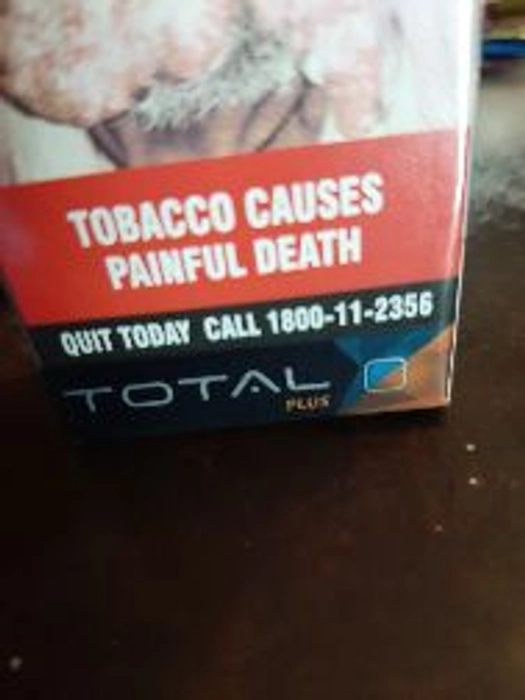 TOBACCO CAUSES
PAINFUL DEATH
QUIT TODAY CALL 1800-11-2356
TOTAL
PLUS